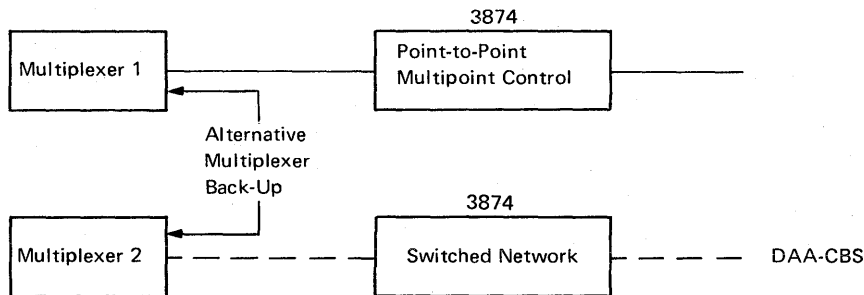 3874
Multiplexer 1
Point-to-Point
Multipoint Control
Alternative
Multiplexer
Back-Up
3874
Multiplexer 2
Switched Network
DAA-CBS